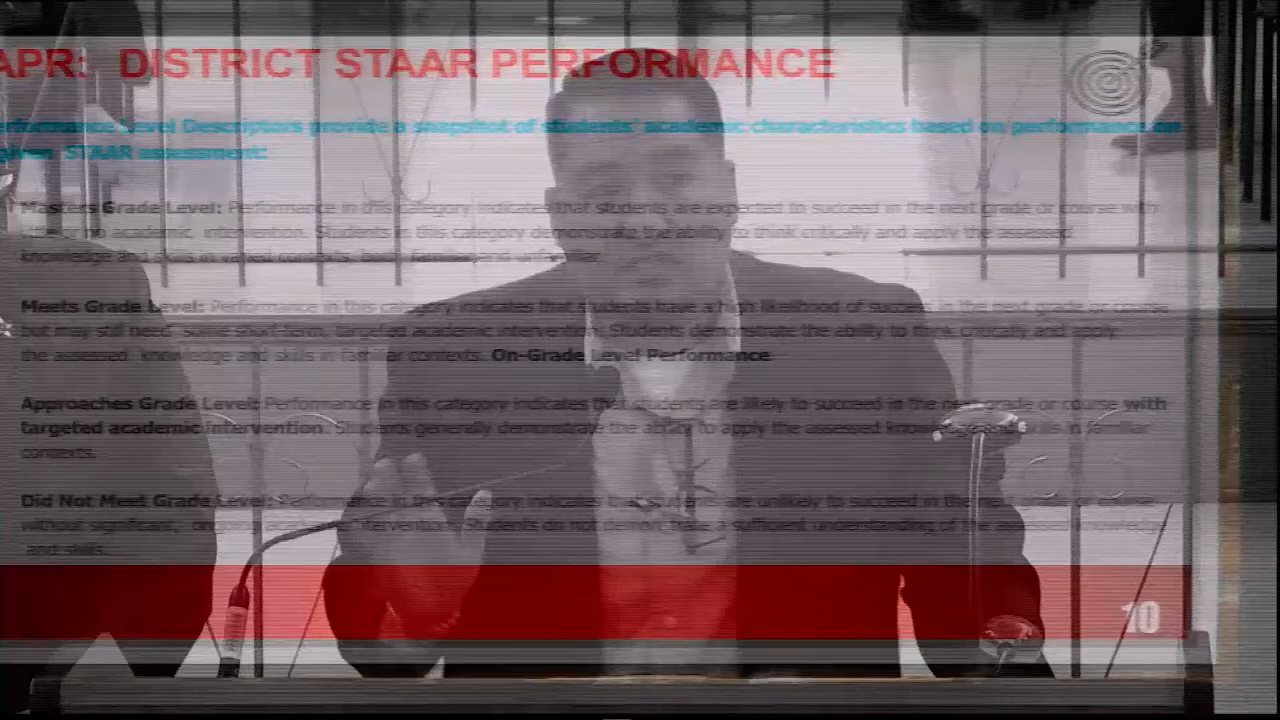 APR: DISTRICT STAAR PERFORMANCE
Performance Level Descriptors provide a snapshot of students' academic characteristics based on performance on
given STAAR assessment:
Masters Grade Level: Performance in this category indicates that students are expected to succeed in the next grade or course with
no academic intervention. Students in this category demonstrate the ability to think critically and apply the assessed
knowledge and skills in varied contexts, both familiar and unfamiliar
Meets Grade Level: Performance in this category indicates that students have a high likelihood of success in the next grade or course
but may still need some short-term, targeted academic intervention. Students demonstrate the ability to think critically and apply
the assessed knowledge and skills in familiar contexts. On-Grade Level Performance
Approaches Grade Level: Performance in this category indicates that students are likely to succeed in the next grade or course with
targeted academic intervention. Students generally demonstrate the ability to apply the assessed knowledge and skills in familiar
contexts.
Did Not Meet Grade Level: Performance in this category indicates that students are unlikely to succeed in the next grade or course
without significant, ongoing academic intervention. Students do not demonstrate a sufficient understanding of the assessed knowledge
and skills.
10